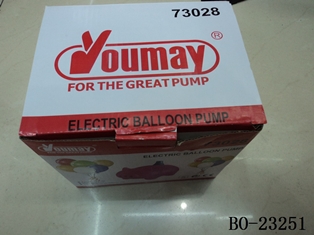 73028
Youmay®
FOR THE GREAT PUMP
ELECTRIC BALLOON PUMP
ELECTRIC BALLOON PUMP
BO-23251